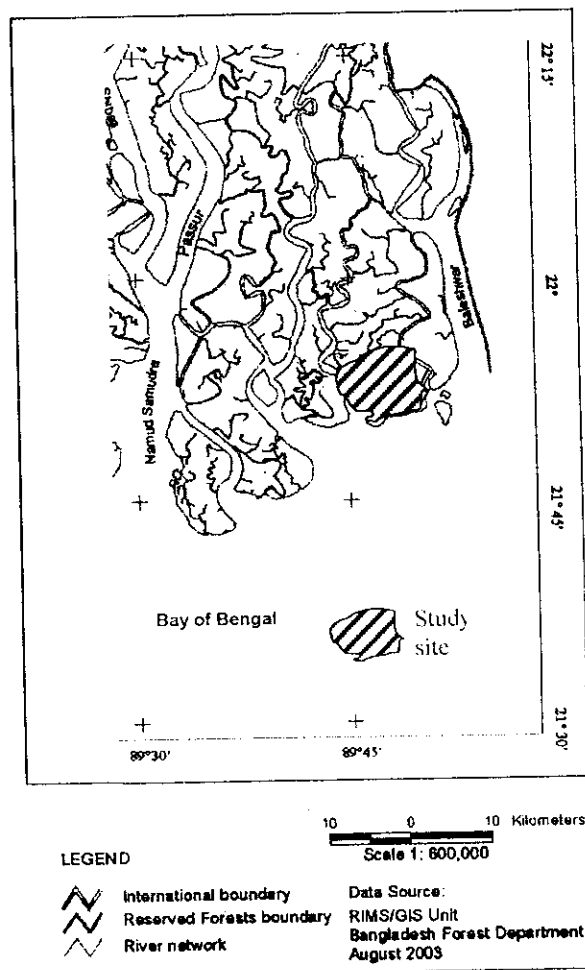 22° 15'
Passur
22°
Baleshwar
Namud Samudra
21° 45'
Bay of Bengal
Study
site
21° 30'
89°30'
89°45'
10 0 10 Kilometers
Scale 1: 600,000
LEGEND
International boundary
Reserved Forests boundary
River network
Data Source:
RIMS/GIS Unit
Bangladesh Forest Department
August 2003